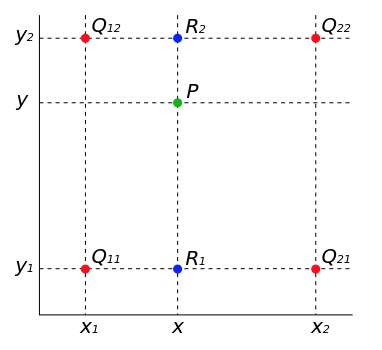 y₂ Q₁₂ R₂ Q₂₂
y P
y₁ Q₁₁ R₁ Q₂₁
x₁ x x₂